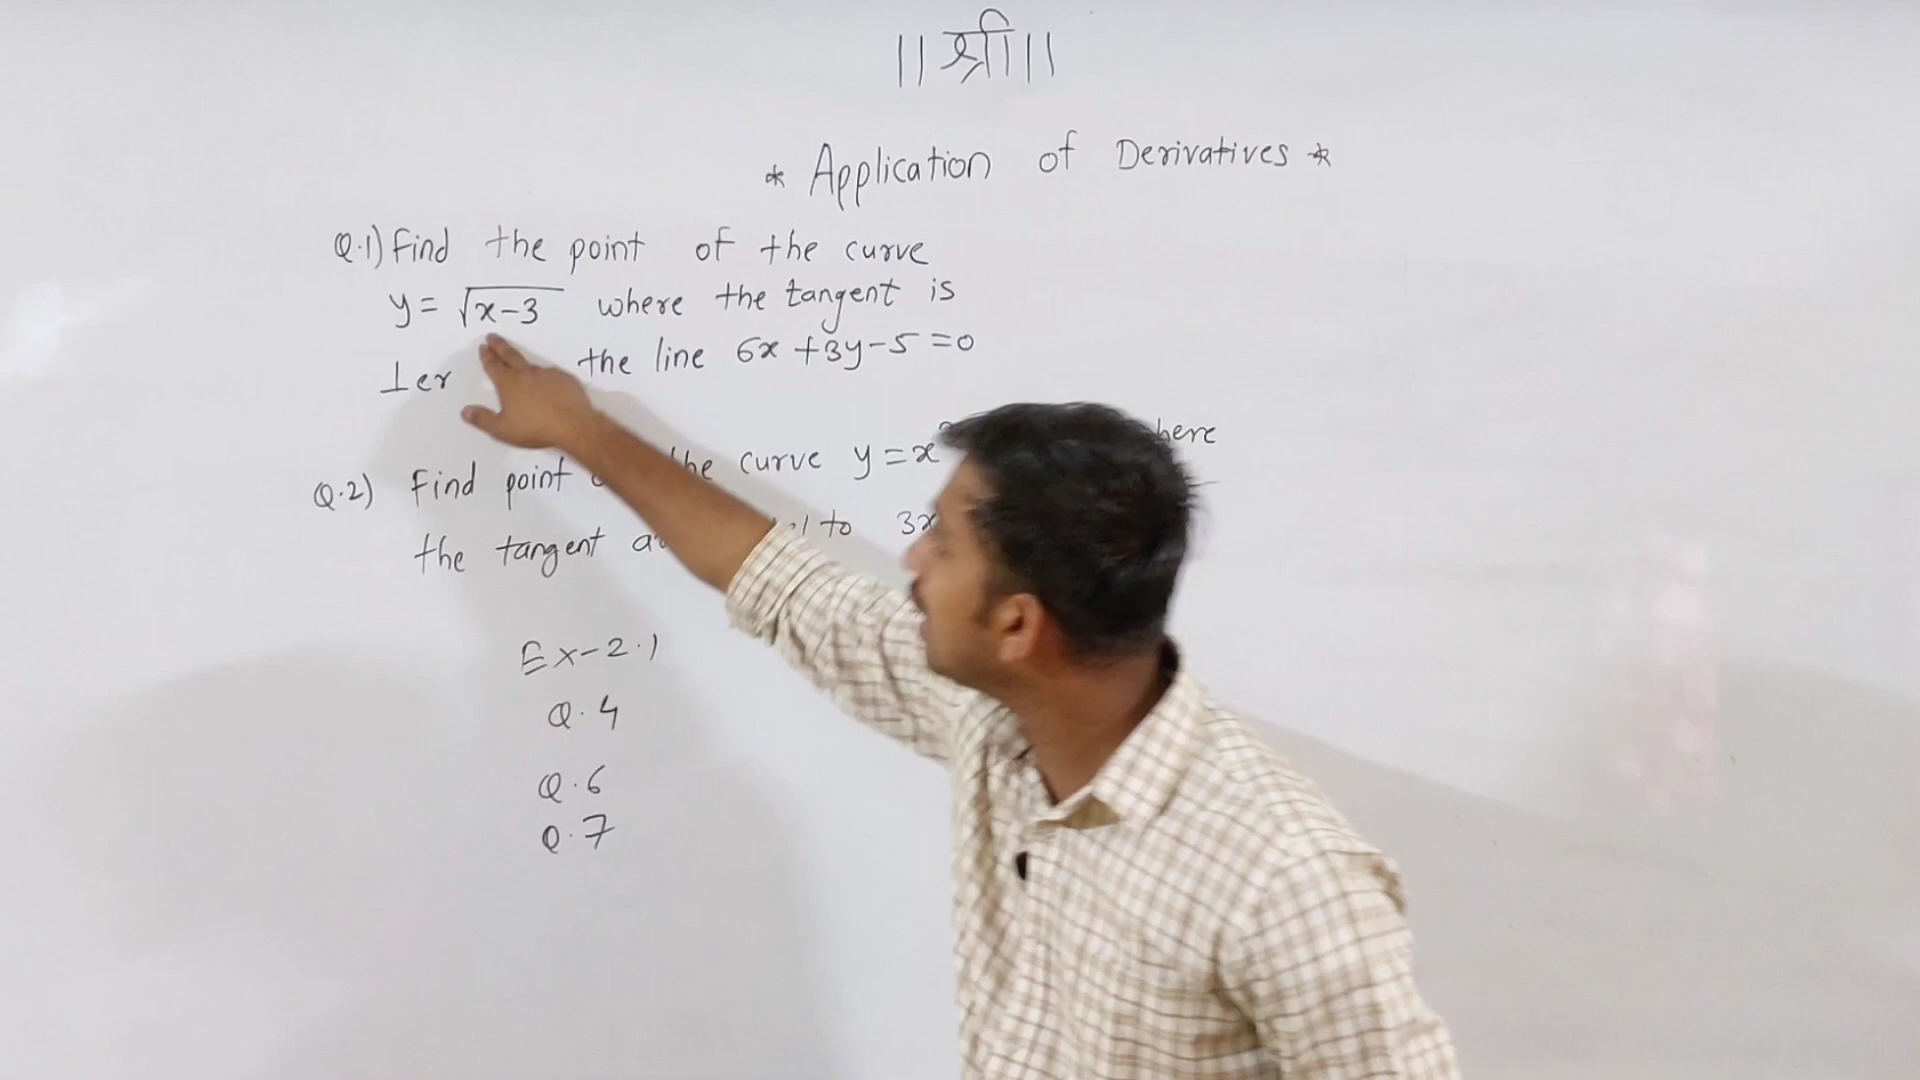 ||श्री||
* Application of Derivatives *
Q.1) Find the point of the curve
y = √x-3 where the tangent is
⊥er the line 6x+3y-5=0
Q.2) Find point the curve y=x
the tangent to 3x
Ex-2.1
Q.4
Q.6
Q.7